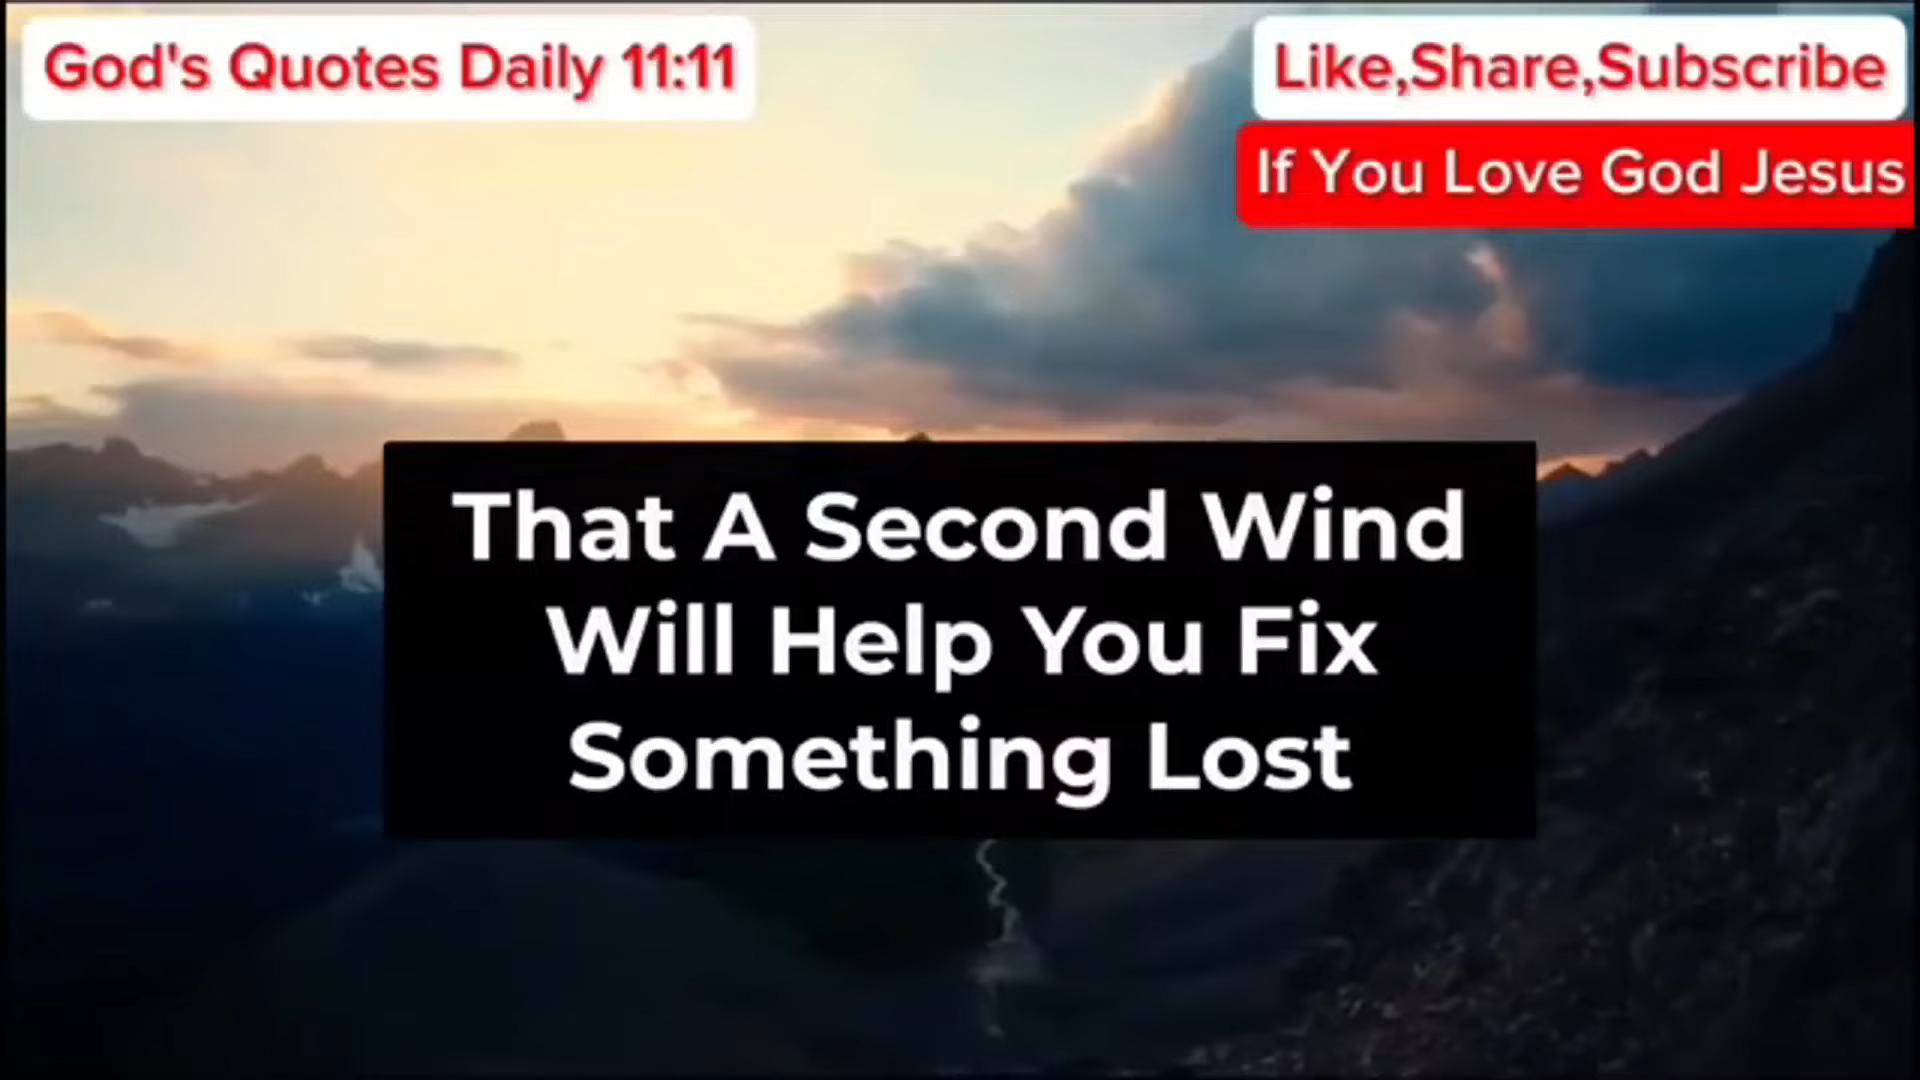 God's Quotes Daily 11:11
Like,Share,Subscribe
If You Love God Jesus
That A Second Wind
Will Help You Fix
Something Lost